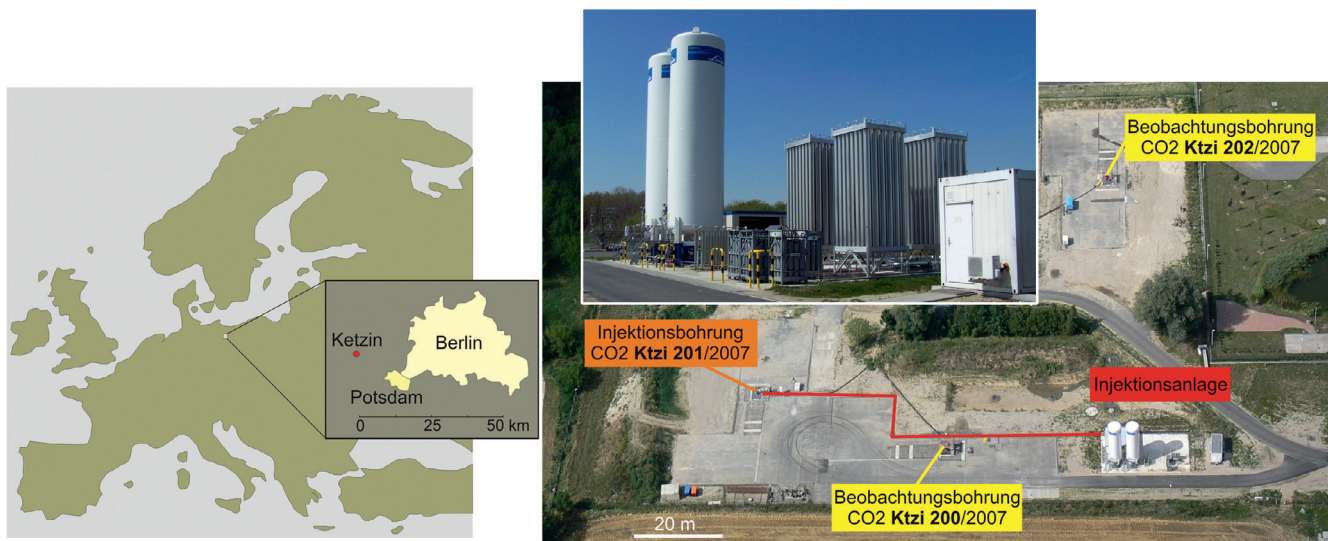 Ketzin
Berlin
Potsdam
0 25 50 km
Beobachtungsbohrung
CO2 Ktzi 202/2007
Injektionsbohrung
CO2 Ktzi 201/2007
Injektionsanlage
Beobachtungsbohrung
CO2 Ktzi 200/2007
20 m